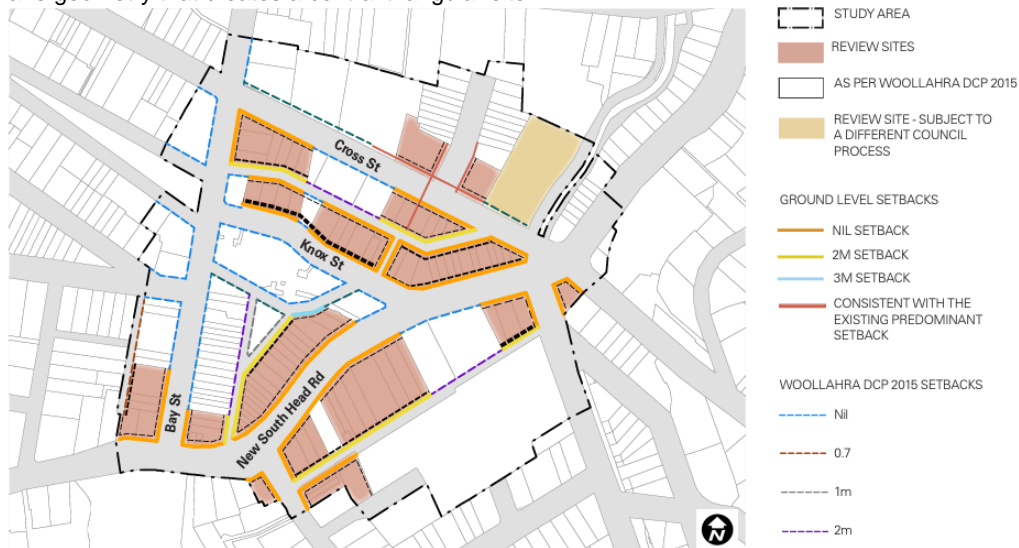 STUDY AREA
REVIEW SITES
AS PER WOOLLAHRA DCP 2015
REVIEW SITE - SUBJECT TO
A DIFFERENT COUNCIL
PROCESS
GROUND LEVEL SETBACKS
NIL SETBACK
2M SETBACK
3M SETBACK
CONSISTENT WITH THE
EXISTING PREDOMINANT
SETBACK
WOOLLAHRA DCP 2015 SETBACKS
Nil
0.7
1m
2m
Cross St
Knox St
Bay St
New South Head Rd
N